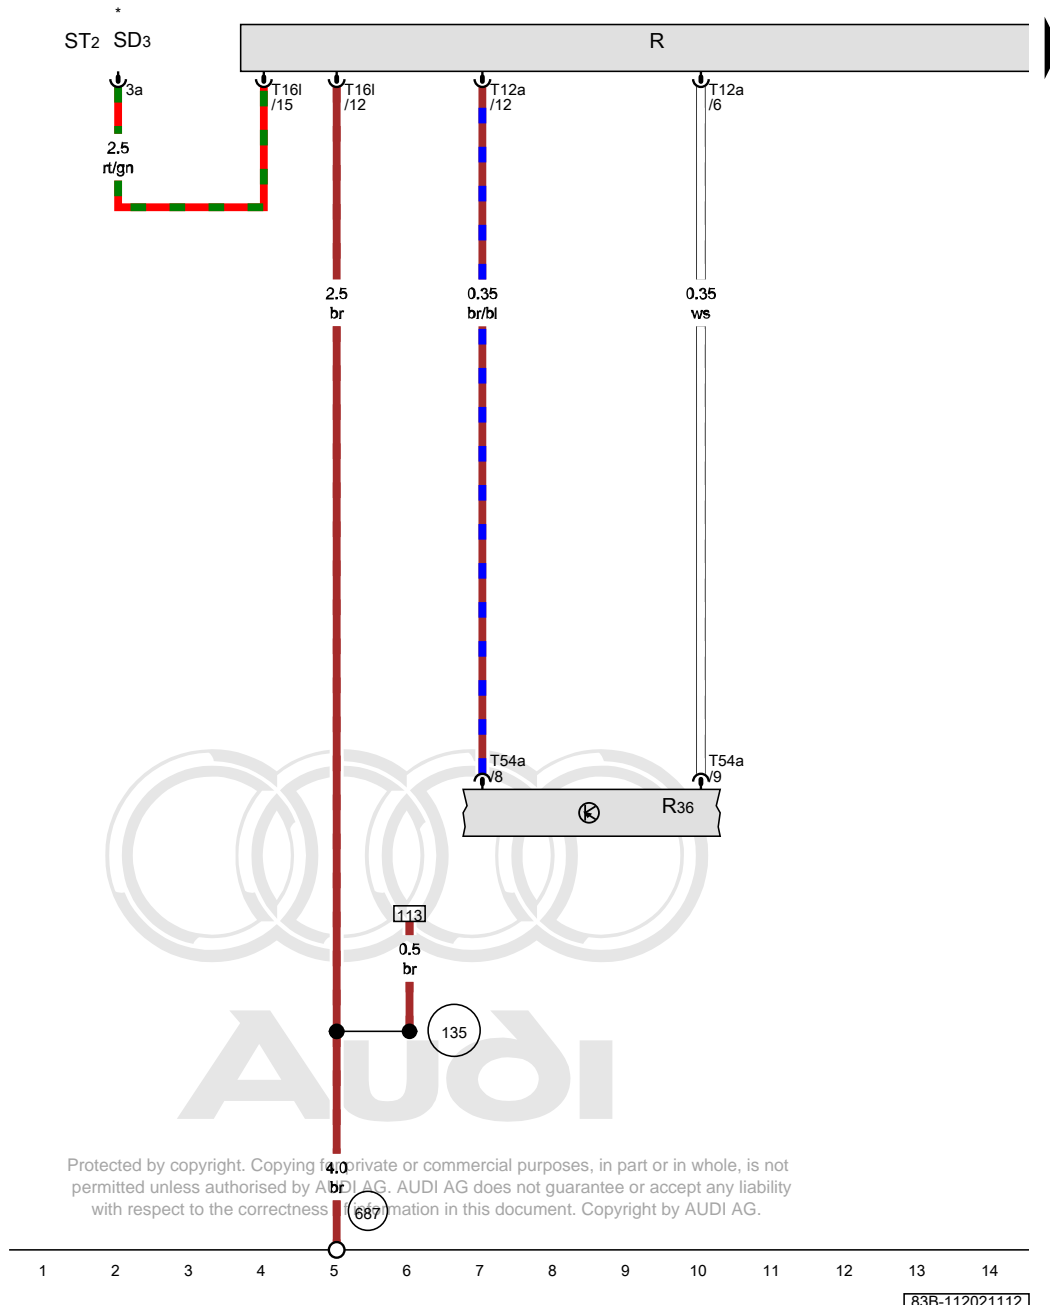 *
ST2 SD3
R
3a
T16l
/15
T16l
/12
T12a
/12
T12a
/6
2.5
rt/gn
2.5
br
0.35
br/bl
0.35
ws
T54a
/8
T54a
/9
R36
113
0.5
br
135
Audi
Protected by copyright. Copying for private or commercial purposes, in part or in whole, is not
permitted unless authorised by AUDI AG. AUDI AG does not guarantee or accept any liability
with respect to the correctness of information in this document. Copyright by AUDI AG.
4.0
br
687
1 2 3 4 5 6 7 8 9 10 11 12 13 14
83B-112021112